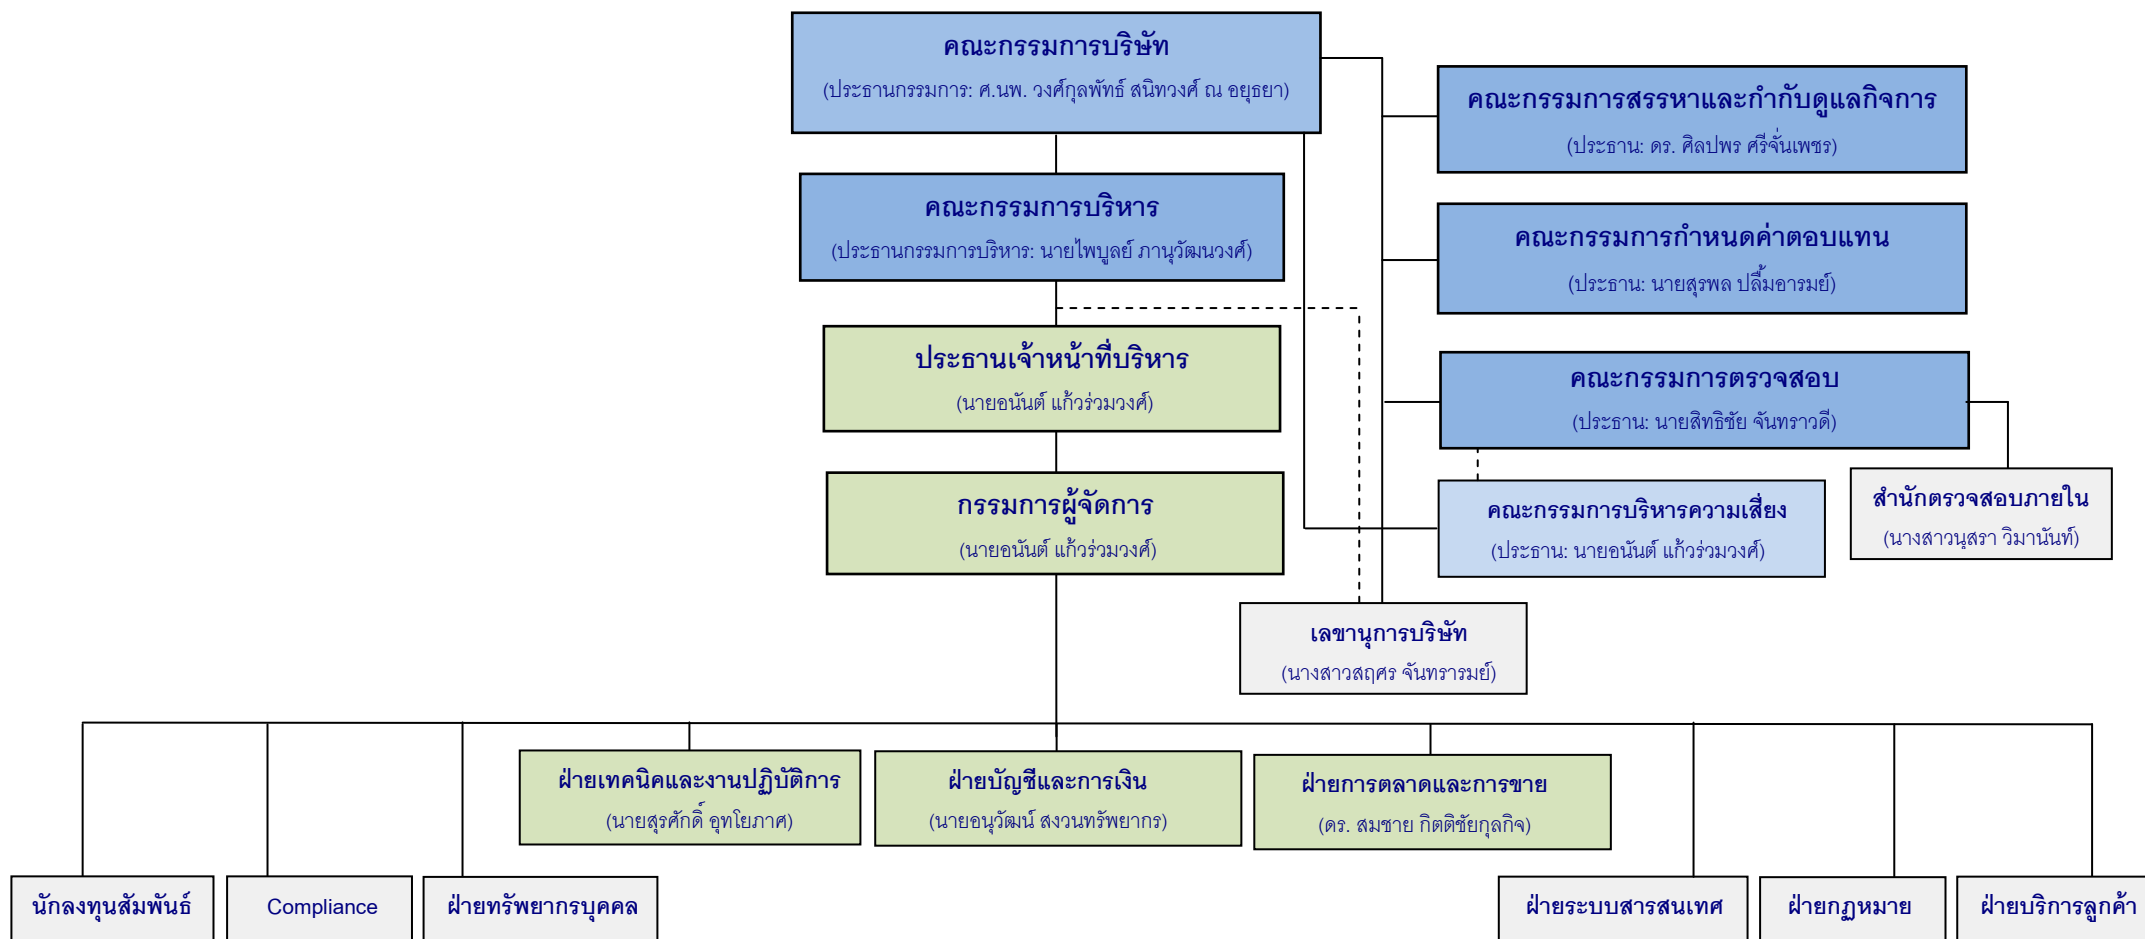 คณะกรรมการบริษัท
(ประธานกรรมการ: ศ.นพ. วงศ์กุลพัทธ์ สนิทวงศ์ ณ อยุธยา)
คณะกรรมการสรรหาและกำกับดูแลกิจการ
(ประธาน: ดร. ศิลปพร ศรีจั่นเพชร)
คณะกรรมการบริหาร
(ประธานกรรมการบริหาร: นายไพบูลย์ ภานุวัฒนวงศ์)
คณะกรรมการกำหนดค่าตอบแทน
(ประธาน: นายสุรพล ปลื้มอารมย์)
ประธานเจ้าหน้าที่บริหาร
(นายอนันต์ แก้วร่วมวงศ์)
คณะกรรมการตรวจสอบ
(ประธาน: นายสิทธิชัย จันทราวดี)
กรรมการผู้จัดการ
(นายอนันต์ แก้วร่วมวงศ์)
คณะกรรมการบริหารความเสี่ยง
(ประธาน: นายอนันต์ แก้วร่วมวงศ์)
สำนักตรวจสอบภายใน
(นางสาวนุสรา วิมานันท์)
เลขานุการบริษัท
(นางสาวสฤศร จันทรารมย์)
ฝ่ายเทคนิคและงานปฏิบัติการ
(นายสุรศักดิ์ อุทโยภาศ)
ฝ่ายบัญชีและการเงิน
(นายอนุวัฒน์ สงวนทรัพยากร)
ฝ่ายการตลาดและการขาย
(ดร. สมชาย กิตติชัยกุลกิจ)
นักลงทุนสัมพันธ์
Compliance
ฝ่ายทรัพยากรบุคคล
ฝ่ายระบบสารสนเทศ
ฝ่ายกฎหมาย
ฝ่ายบริการลูกค้า